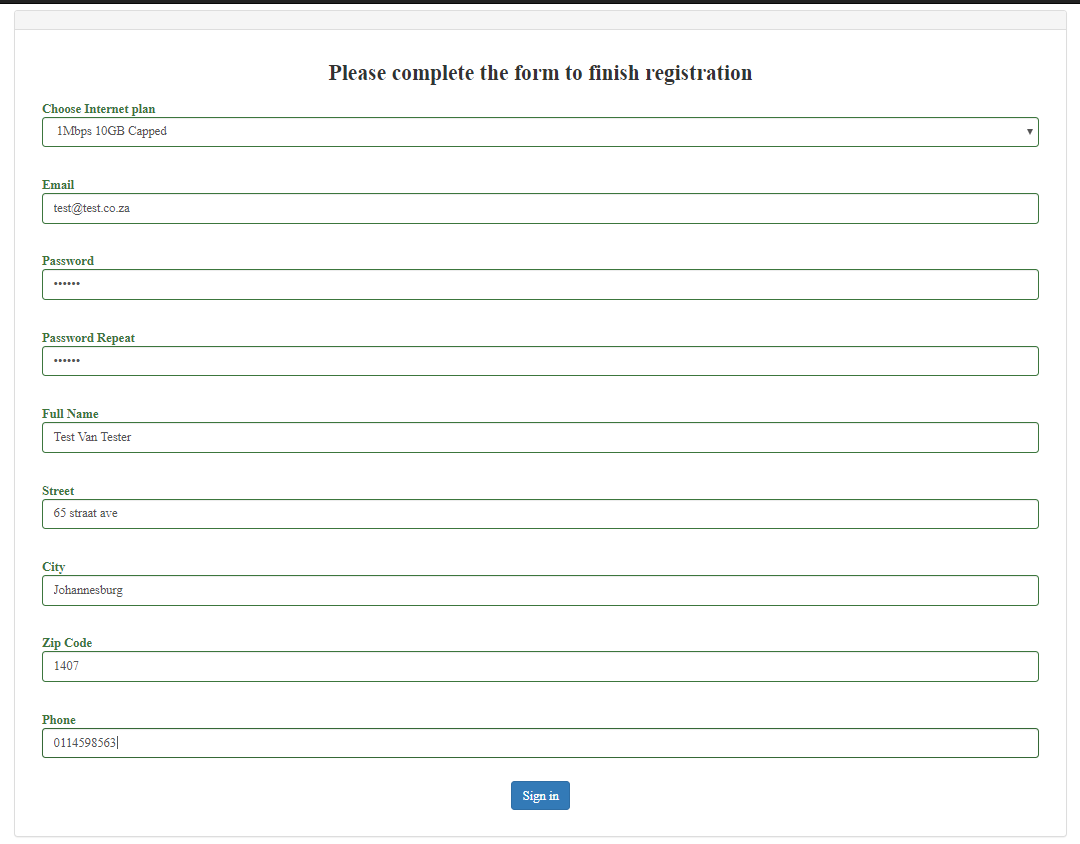 Please complete the form to finish registration
Choose Internet plan
1Mbps 10GB Capped
Email
test@test.co.za
Password
••••••
Password Repeat
••••••
Full Name
Test Van Tester
Street
65 straat ave
City
Johannesburg
Zip Code
1407
Phone
0114598563
Sign in